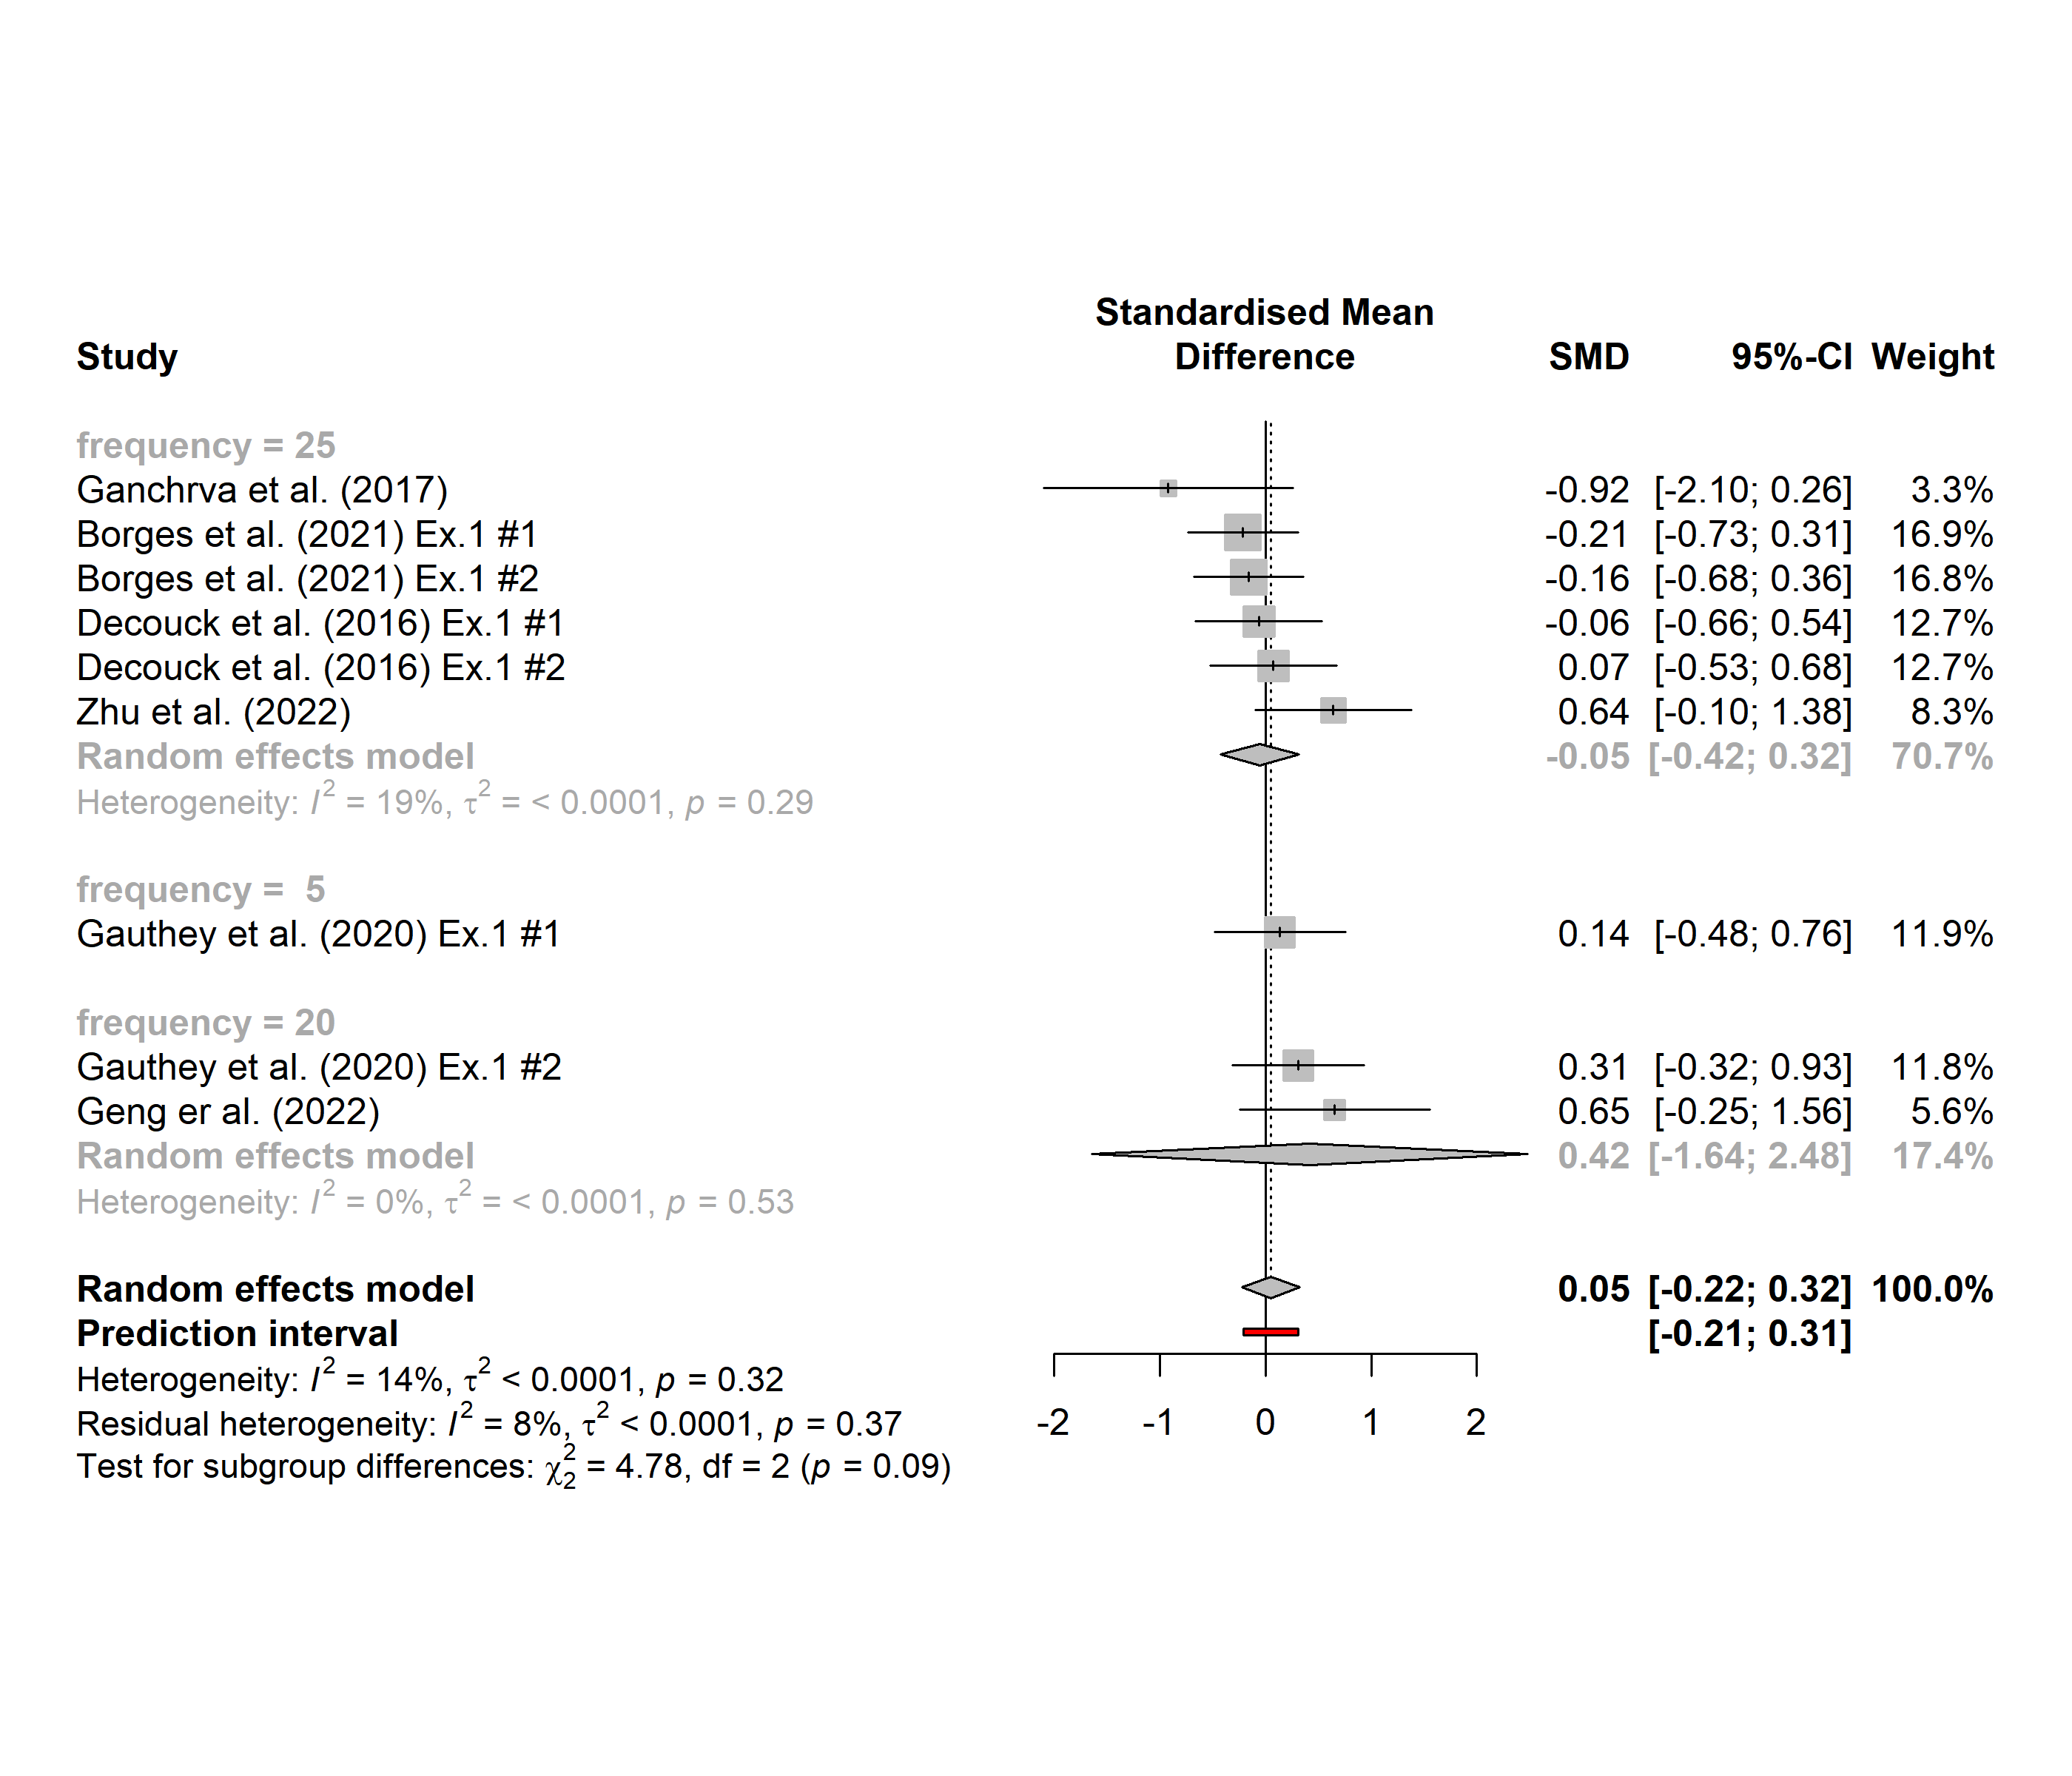 Standardised Mean
Study Difference SMD 95%-CI Weight
frequency = 25
Ganchrva et al. (2017) -0.92 [-2.10; 0.26] 3.3%
Borges et al. (2021) Ex.1 #1 -0.21 [-0.73; 0.31] 16.9%
Borges et al. (2021) Ex.1 #2 -0.16 [-0.68; 0.36] 16.8%
Decouck et al. (2016) Ex.1 #1 -0.06 [-0.66; 0.54] 12.7%
Decouck et al. (2016) Ex.1 #2 0.07 [-0.53; 0.68] 12.7%
Zhu et al. (2022) 0.64 [-0.10; 1.38] 8.3%
Random effects model -0.05 [-0.42; 0.32] 70.7%
Heterogeneity: I² = 19%, τ² = < 0.0001, p = 0.29
frequency = 5
Gauthey et al. (2020) Ex.1 #1 0.14 [-0.48; 0.76] 11.9%
frequency = 20
Gauthey et al. (2020) Ex.1 #2 0.31 [-0.32; 0.93] 11.8%
Geng er al. (2022) 0.65 [-0.25; 1.56] 5.6%
Random effects model 0.42 [-1.64; 2.48] 17.4%
Heterogeneity: I² = 0%, τ² = < 0.0001, p = 0.53
Random effects model 0.05 [-0.22; 0.32] 100.0%
Prediction interval [-0.21; 0.31]
Heterogeneity: I² = 14%, τ² < 0.0001, p = 0.32
Residual heterogeneity: I² = 8%, τ² < 0.0001, p = 0.37
-2 -1 0 1 2
Test for subgroup differences: χ²₂ = 4.78, df = 2 (p = 0.09)